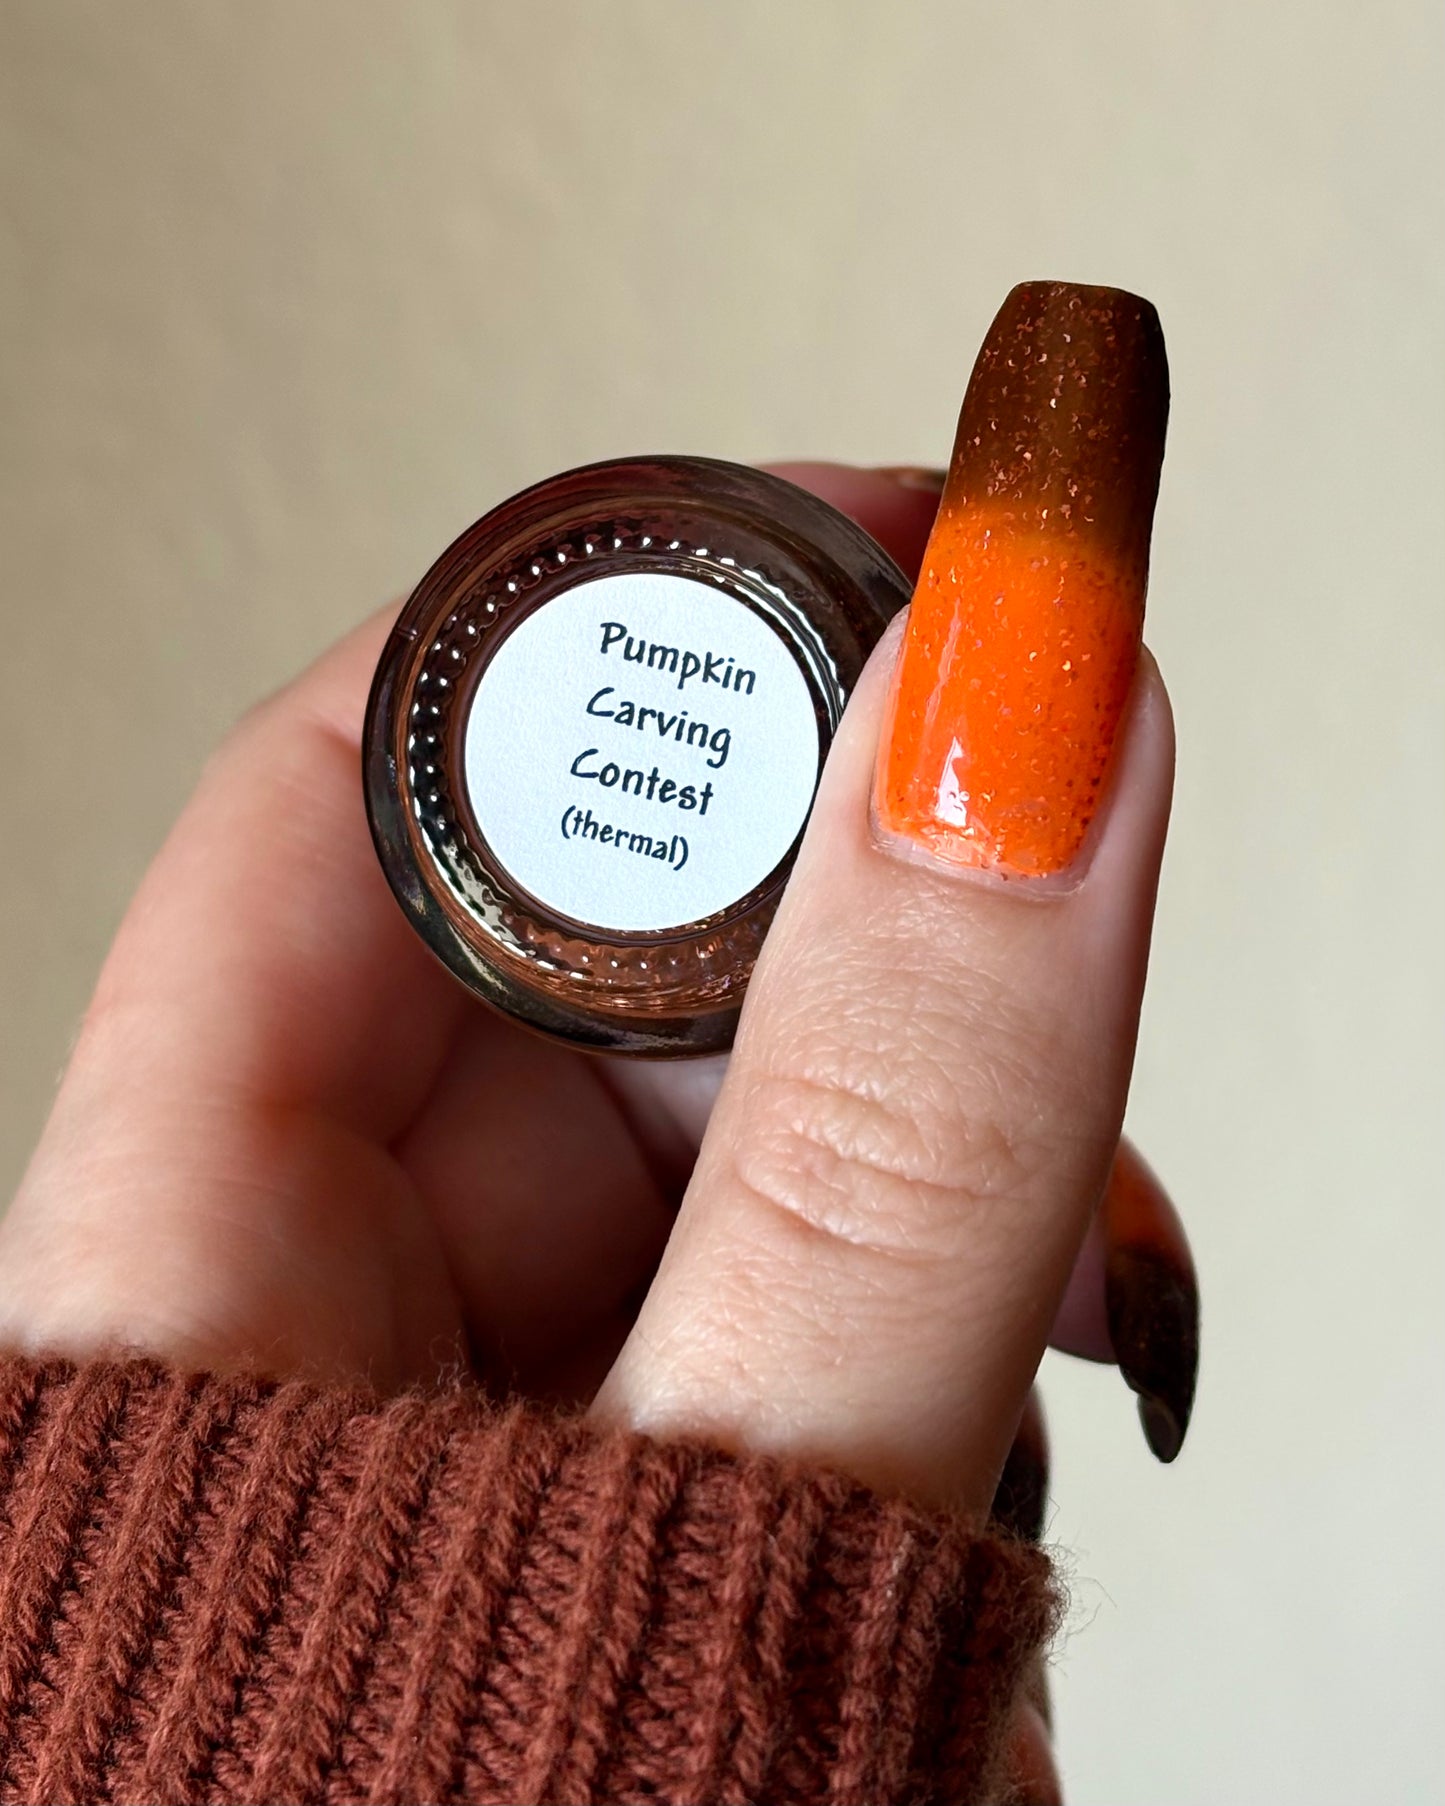 Pumpkin
Carving
Contest
(thermal)